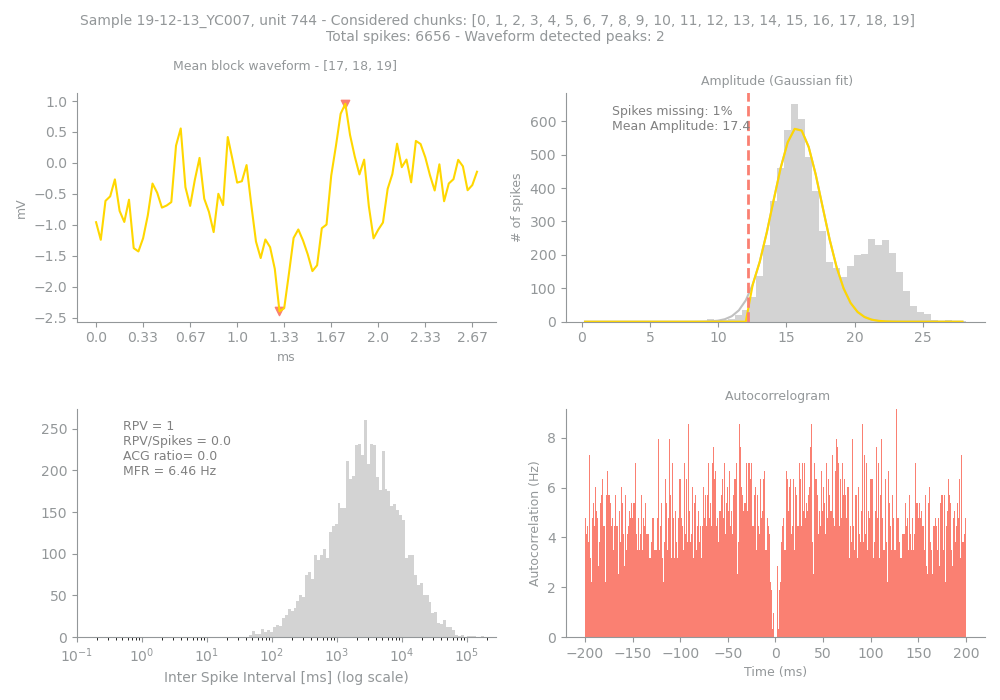 Sample 19-12-13_YC007, unit 744 - Considered chunks: [0, 1, 2, 3, 4, 5, 6, 7, 8, 9, 10, 11, 12, 13, 14, 15, 16, 17, 18, 19]
Total spikes: 6656 - Waveform detected peaks: 2
Mean block waveform - [17, 18, 19]
1.0
0.5
0.0
−0.5
−1.0
−1.5
−2.0
−2.5
mV
0.0 0.33 0.67 1.0 1.33 1.67 2.0 2.33 2.67
ms
Amplitude (Gaussian fit)
Spikes missing: 1%
Mean Amplitude: 17.4
600
500
400
300
200
100
0
# of spikes
0 5 10 15 20 25
RPV = 1
RPV/Spikes = 0.0
ACG ratio= 0.0
MFR = 6.46 Hz
250
200
150
100
50
0
10⁻¹ 10⁰ 10¹ 10² 10³ 10⁴ 10⁵
Inter Spike Interval [ms] (log scale)
Autocorrelogram
8
6
4
2
0
Autocorrelation (Hz)
−200 −150 −100 −50 0 50 100 150 200
Time (ms)